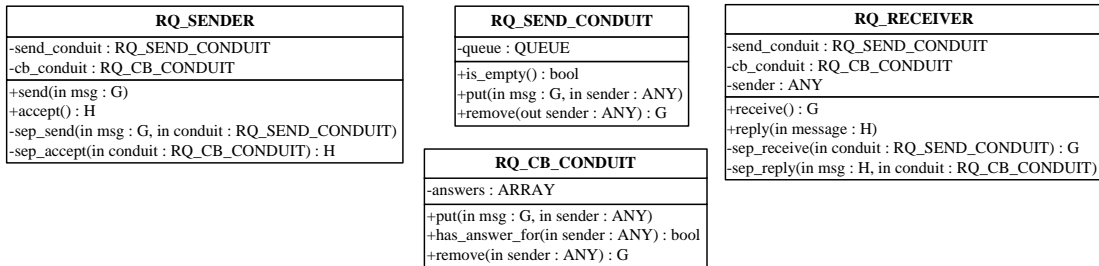 RQ_SENDER
-send_conduit : RQ_SEND_CONDUIT
-cb_conduit : RQ_CB_CONDUIT
+send(in msg : G)
+accept() : H
-sep_send(in msg : G, in conduit : RQ_SEND_CONDUIT)
-sep_accept(in conduit : RQ_CB_CONDUIT) : H
RQ_SEND_CONDUIT
-queue : QUEUE
+is_empty() : bool
+put(in msg : G, in sender : ANY)
+remove(out sender : ANY) : G
RQ_RECEIVER
-send_conduit : RQ_SEND_CONDUIT
-cb_conduit : RQ_CB_CONDUIT
-sender : ANY
+receive() : G
+reply(in message : H)
-sep_receive(in conduit : RQ_SEND_CONDUIT) : G
-sep_reply(in msg : H, in conduit : RQ_CB_CONDUIT)
RQ_CB_CONDUIT
-answers : ARRAY
+put(in msg : G, in sender : ANY)
+has_answer_for(in sender : ANY) : bool
+remove(in sender : ANY) : G